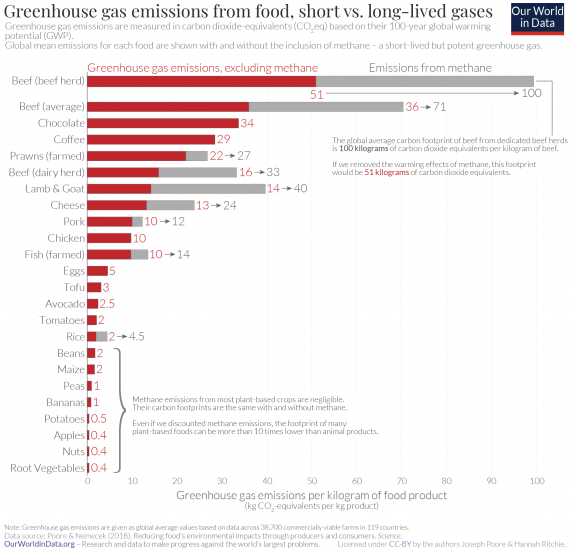 Greenhouse gas emissions from food, short vs. long-lived gases
Our World
in Data
Greenhouse gas emissions are measured in carbon dioxide-equivalents (CO₂eq) based on their 100-year global warming
potential (GWP).
Global mean emissions for each food are shown with and without the inclusion of methane – a short-lived but potent greenhouse gas.
Greenhouse gas emissions, excluding methane
Emissions from methane
Beef (beef herd)
51 → 100
Beef (average) 36 → 71
Chocolate 34
Coffee 29
Prawns (farmed) 22 → 27
Beef (dairy herd) 16 → 33
Lamb & Goat 14 → 40
Cheese 13 → 24
Pork 10 → 12
Chicken 10
Fish (farmed) 10 → 14
Eggs 5
Tofu 3
Avocado 2.5
Tomatoes 2
Rice 2 → 4.5
Beans 2
Maize 2
Peas 1
Bananas 1
Potatoes 0.5
Apples 0.4
Nuts 0.4
Root Vegetables 0.4
The global average carbon footprint of beef from dedicated beef herds
is 100 kilograms of carbon dioxide equivalents per kilogram of beef.
If we removed the warming effects of methane, this footprint
would be 51 kilograms of carbon dioxide equivalents.
Methane emissions from most plant-based crops are negligible.
Their carbon footprints are the same with and without methane.
Even if we discounted methane emissions, the footprint of many
plant-based foods can be more than 10 times lower than animal products.
0 10 20 30 40 50 60 70 80 90 100
Greenhouse gas emissions per kilogram of food product
(kg CO₂-equivalents per kg product)
Note: Greenhouse gas emissions are given as global average values based on data across 38,700 commercially viable farms in 119 countries.
Data source: Poore & Nemecek (2018). Reducing food's environmental impacts through producers and consumers. Science.
OurWorldinData.org – Research and data to make progress against the world's largest problems.
Licensed under CC-BY by the authors Joseph Poore & Hannah Ritchie.